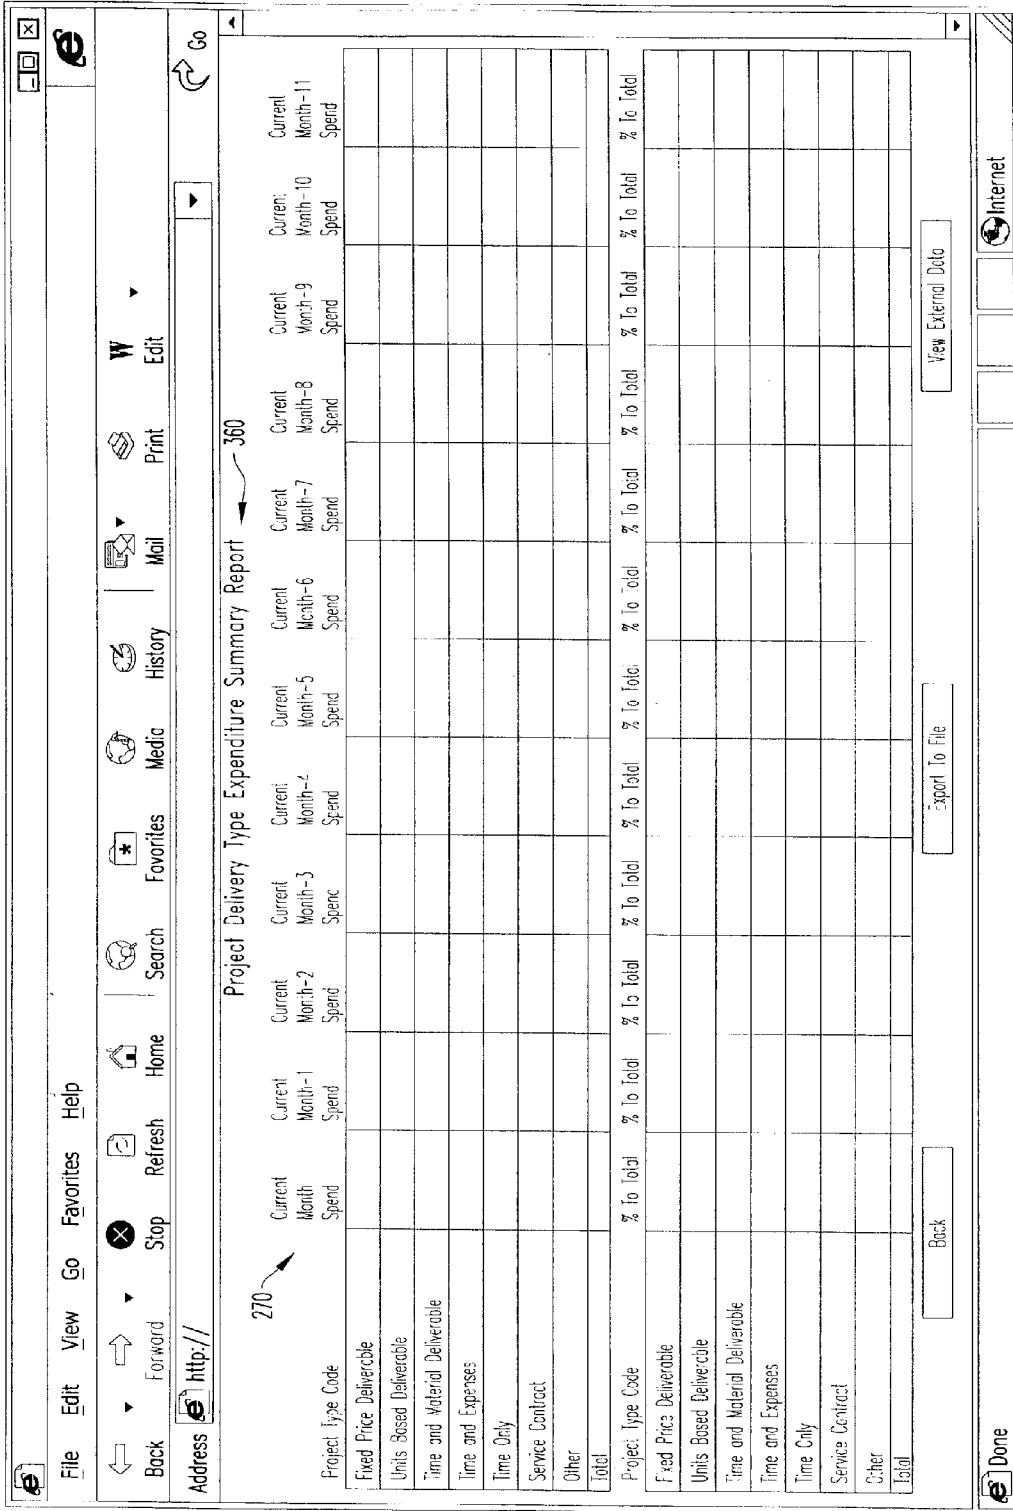 File Edit View Go Favorites Help
Back Forward Stop Refresh Home Search Favorites Media History Mail Print Edit
Address http:// Go
Project Delivery Type Expenditure Summary Report 360
270
Current Current Current Current Current Current Current Current Current Current Current Current
Month Month-1 Month-2 Month-3 Month-4 Month-5 Month-6 Month-7 Month-8 Month-9 Month-10 Month-11
Project Type Code Spend Spend Spend Spend Spend Spend Spend Spend Spend Spend Spend Spend
Fixed Price Deliverable
Units Based Deliverable
Time and Material Deliverable
Time and Expenses
Time Only
Service Contract
Other
Total
Project Type Code % To Total % To Total % To Total % To Total % To Total % To Total % To Total % To Total % To Total % To Total % To Total % To Total
Fixed Price Deliverable
Units Based Deliverable
Time and Material Deliverable
Time and Expenses
Time Only
Service Contract
Other
Total
Back Export To File View External Data
Done Internet